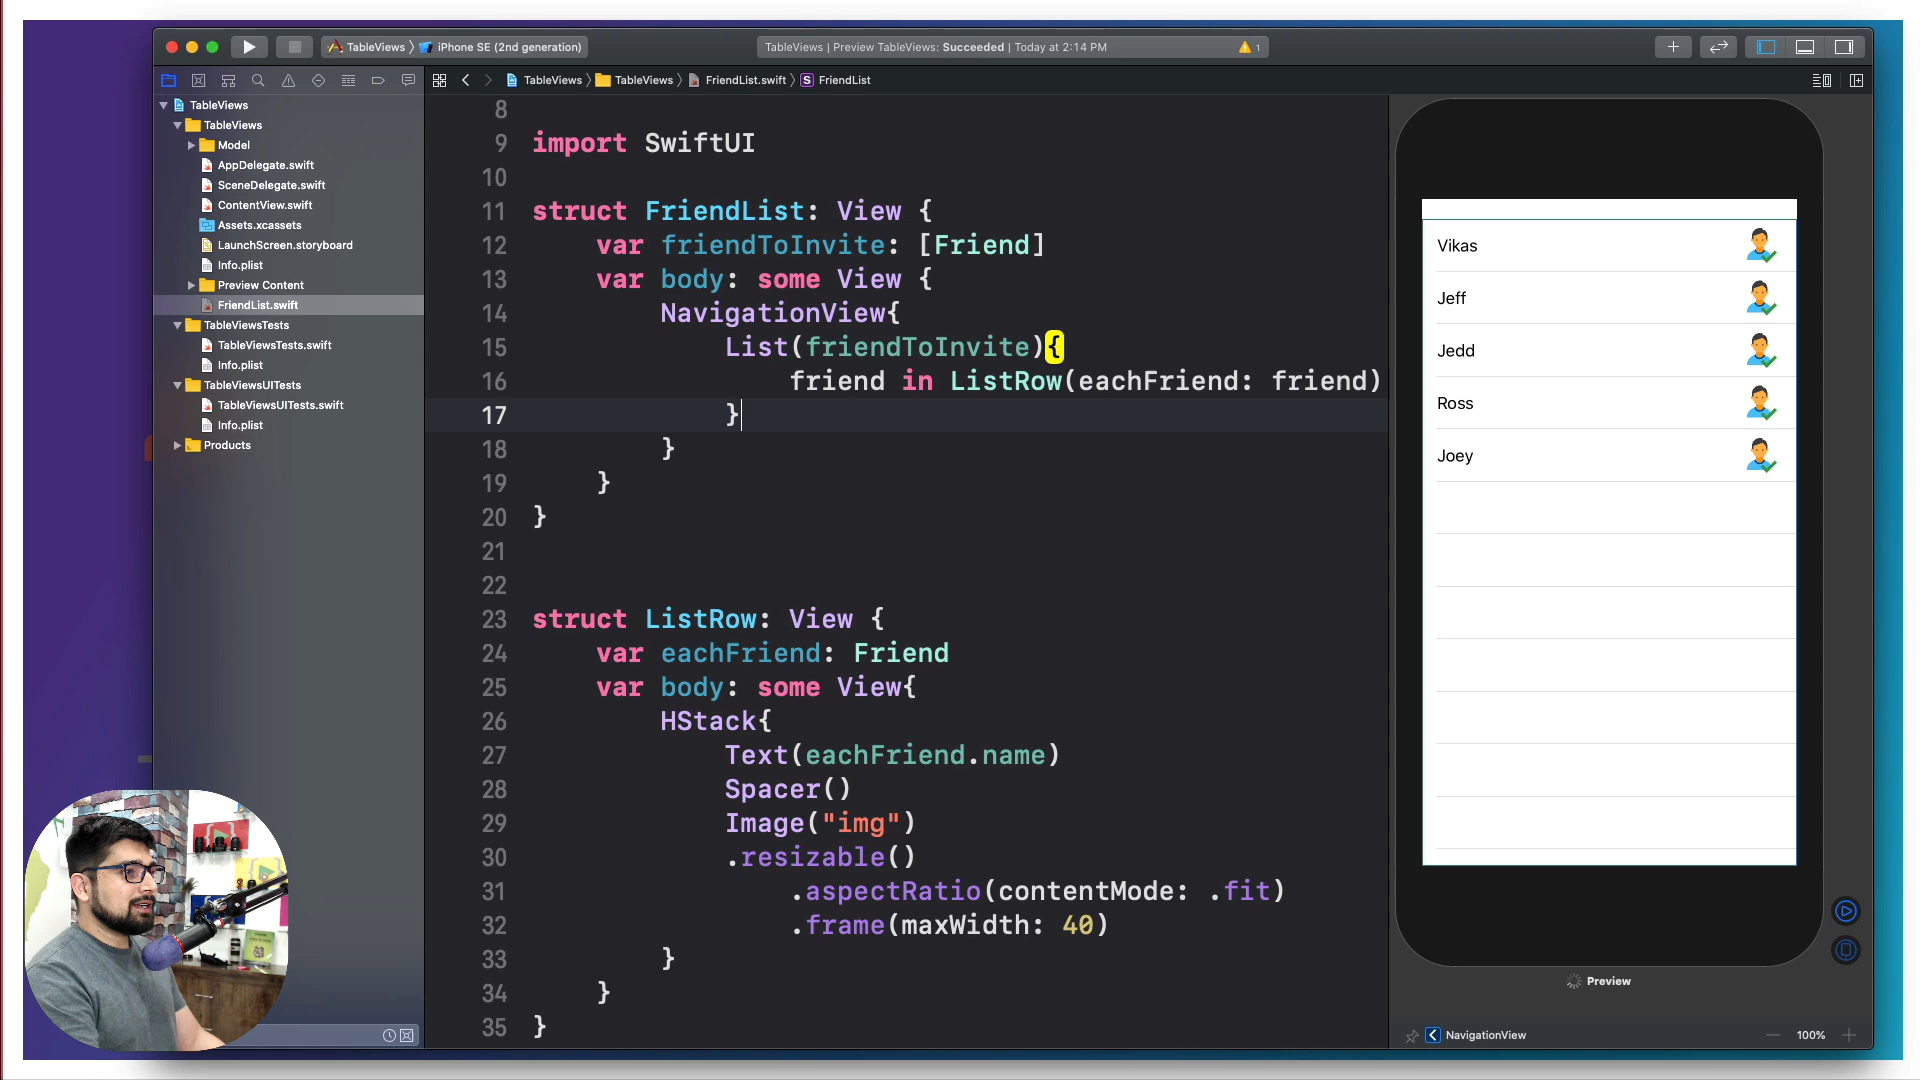 TableViews 〉 iPhone SE (2nd generation)
TableViews | Preview TableViews: Succeeded | Today at 2:14 PM
1
TableViews 〉 TableViews 〉 FriendList.swift 〉 S FriendList
TableViews
TableViews
Model
AppDelegate.swift
SceneDelegate.swift
ContentView.swift
Assets.xcassets
LaunchScreen.storyboard
Info.plist
Preview Content
FriendList.swift
TableViewsTests
TableViewsTests.swift
Info.plist
TableViewsUITests
TableViewsUITests.swift
Info.plist
Products
8
9 import SwiftUI
10
11 struct FriendList: View {
12 var friendToInvite: [Friend]
13 var body: some View {
14 NavigationView{
15 List(friendToInvite){
16 friend in ListRow(eachFriend: friend)
17 }
18 }
19 }
20 }
21
22
23 struct ListRow: View {
24 var eachFriend: Friend
25 var body: some View{
26 HStack{
27 Text(eachFriend.name)
28 Spacer()
29 Image("img")
30 .resizable()
31 .aspectRatio(contentMode: .fit)
32 .frame(maxWidth: 40)
33 }
34 }
35 }
Vikas
Jeff
Jedd
Ross
Joey
Preview
NavigationView
100%